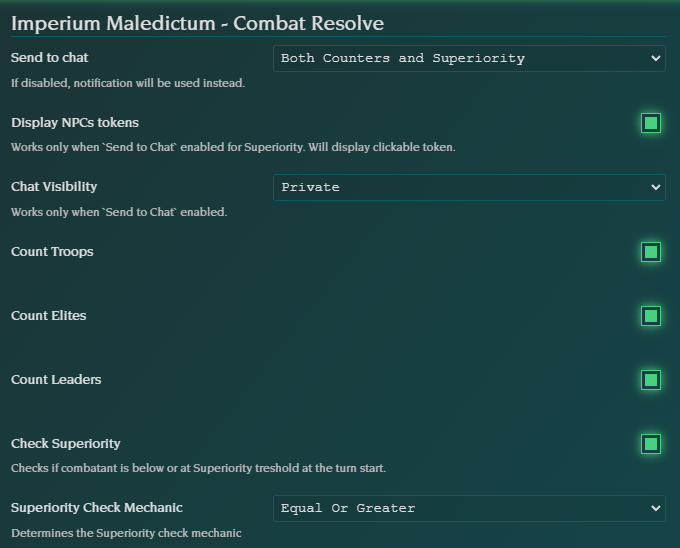 Imperium Maledictum - Combat Resolve
Send to chat
Both Counters and Superiority
If disabled, notification will be used instead.
Display NPCs tokens
Works only when `Send to Chat` enabled for Superiority. Will display clickable token.
Chat Visibility
Private
Works only when `Send to Chat` enabled.
Count Troops
Count Elites
Count Leaders
Check Superiority
Checks if combatant is below or at Superiority treshold at the turn start.
Superiority Check Mechanic
Equal Or Greater
Determines the Superiority check mechanic